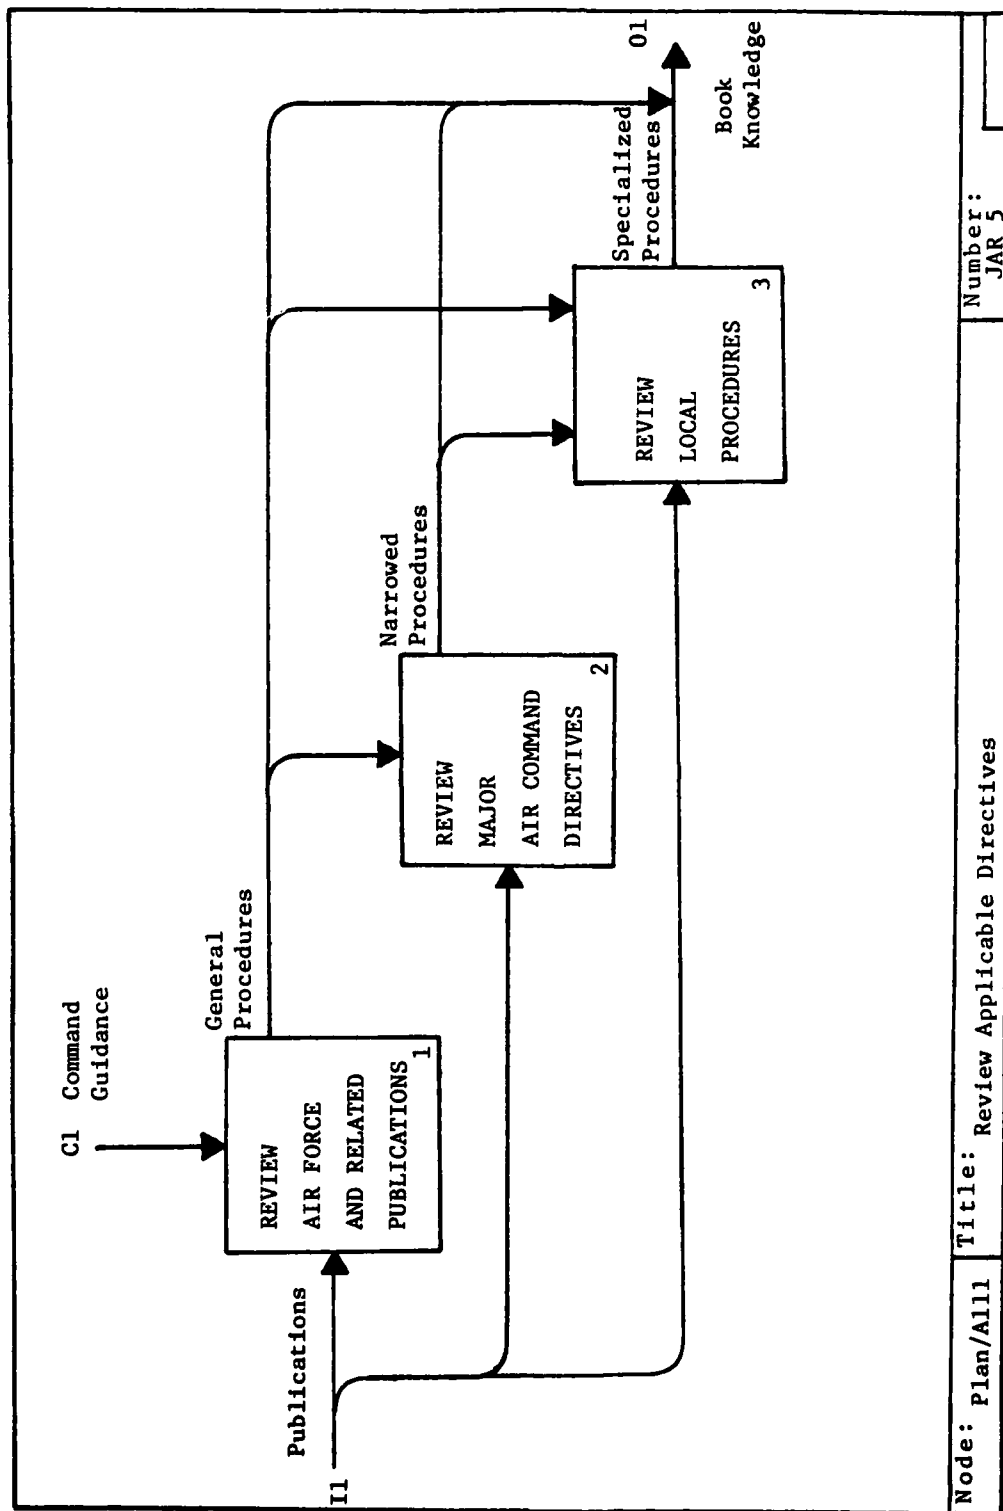 C1 Command
Guidance
I1
Publications
REVIEW
AIR FORCE
AND RELATED
PUBLICATIONS
1
General
Procedures
REVIEW
MAJOR
AIR COMMAND
DIRECTIVES
2
Narrowed
Procedures
REVIEW
LOCAL
PROCEDURES
3
Specialized
Procedures
O1
Book
Knowledge
Node: Plan/A111
Title: Review Applicable Directives
Number:
JAR 5